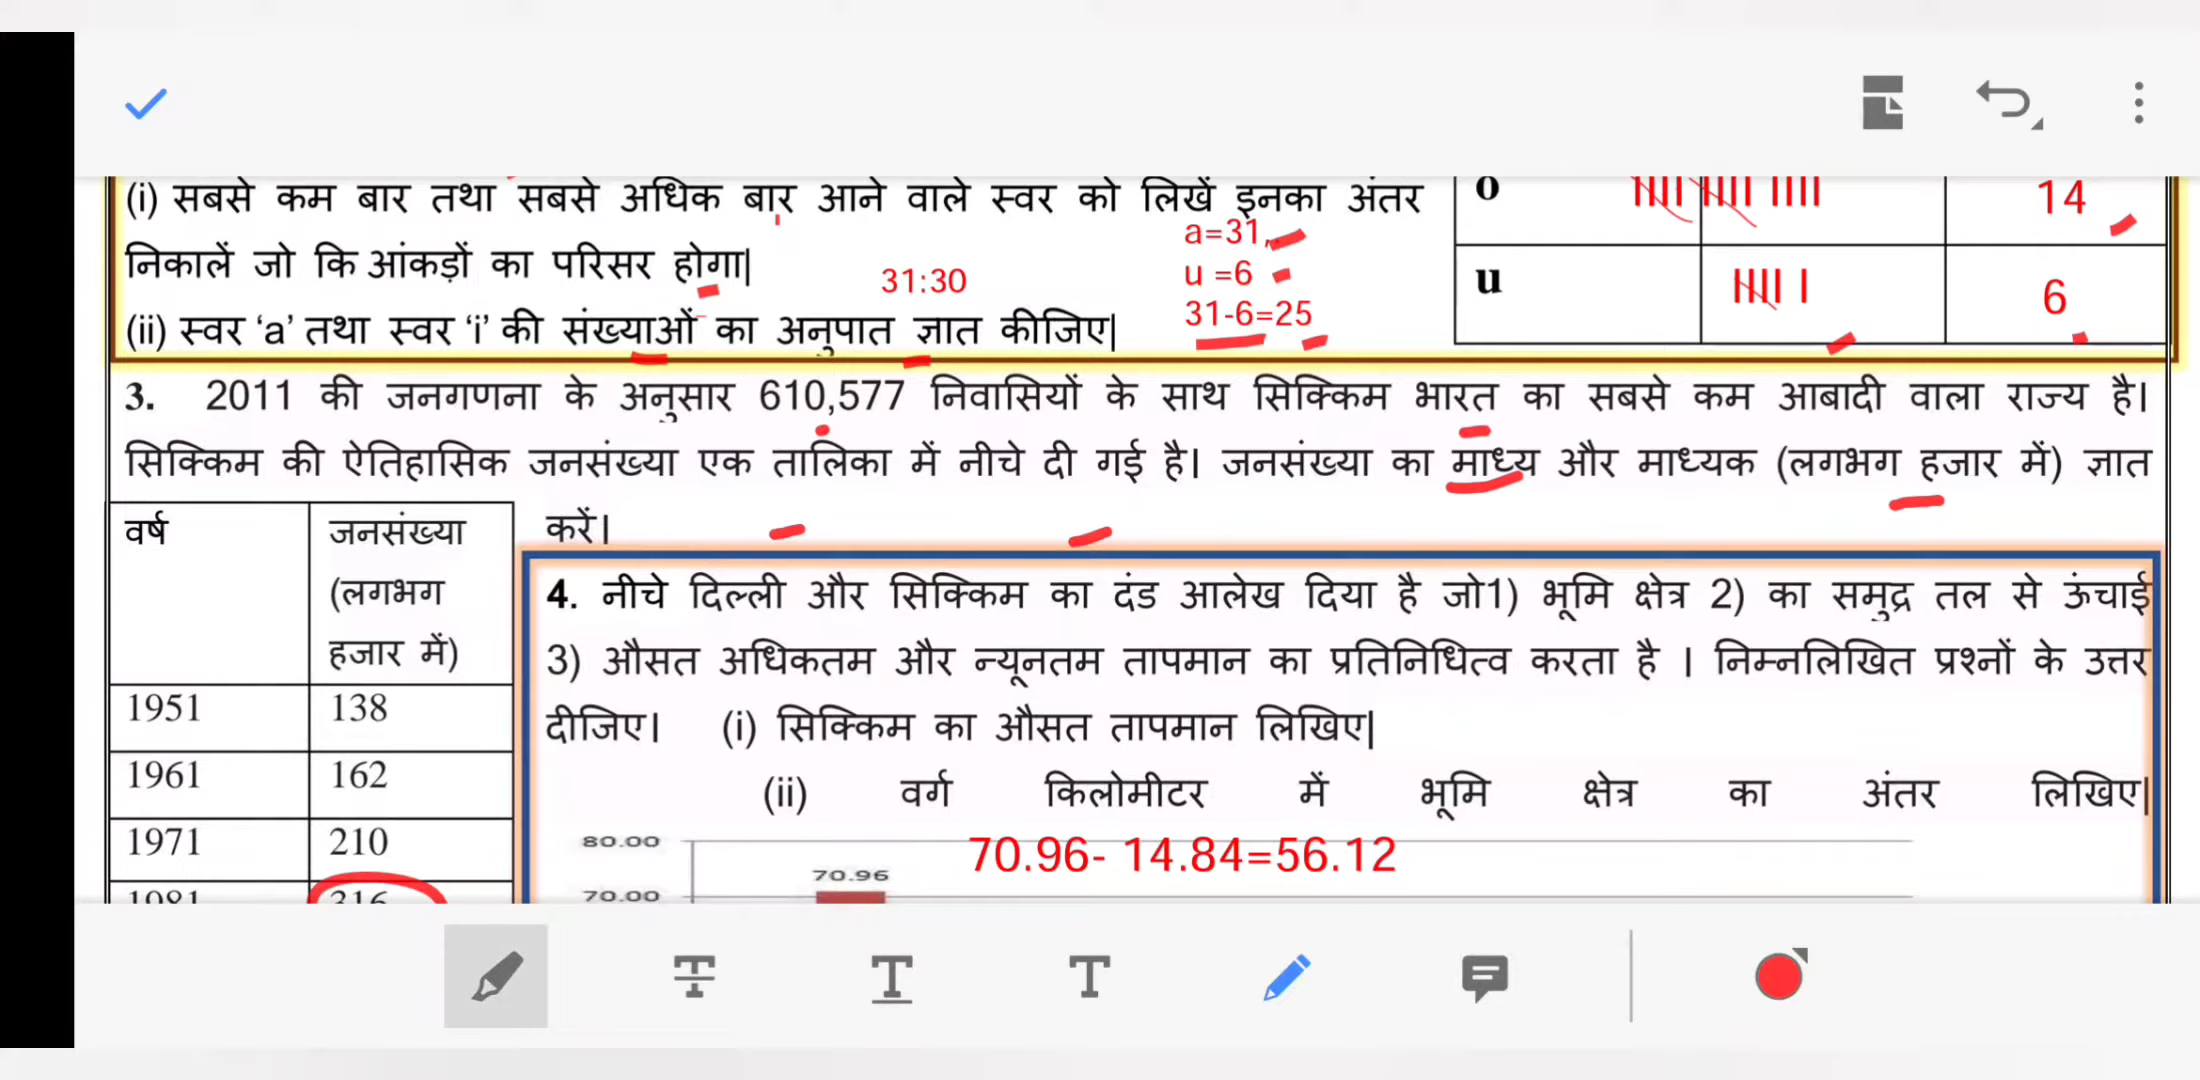 (i) सबसे कम बार तथा सबसे अधिक बार आने वाले स्वर को लिखें इनका अंतर
निकालें जो कि आंकड़ों का परिसर होगा|
31:30
(ii) स्वर ‘a’ तथा स्वर ‘i’ की संख्याओं का अनुपात ज्ञात कीजिए|
a=31,
u =6
31-6=25
o 14
u 6
3. 2011 की जनगणना के अनुसार 610,577 निवासियों के साथ सिक्किम भारत का सबसे कम आबादी वाला राज्य है।
सिक्किम की ऐतिहासिक जनसंख्या एक तालिका में नीचे दी गई है। जनसंख्या का माध्य और माध्यक (लगभग हजार में) ज्ञात
करें।
वर्ष जनसंख्या
(लगभग
हजार में)
1951 138
1961 162
1971 210
1981 316
4. नीचे दिल्ली और सिक्किम का दंड आलेख दिया है जो1) भूमि क्षेत्र 2) का समुद्र तल से ऊंचाई
3) औसत अधिकतम और न्यूनतम तापमान का प्रतिनिधित्व करता है । निम्नलिखित प्रश्नों के उत्तर
दीजिए। (i) सिक्किम का औसत तापमान लिखिए|
(ii) वर्ग किलोमीटर में भूमि क्षेत्र का अंतर लिखिए|
80.00
70.96- 14.84=56.12
70.96
70.00